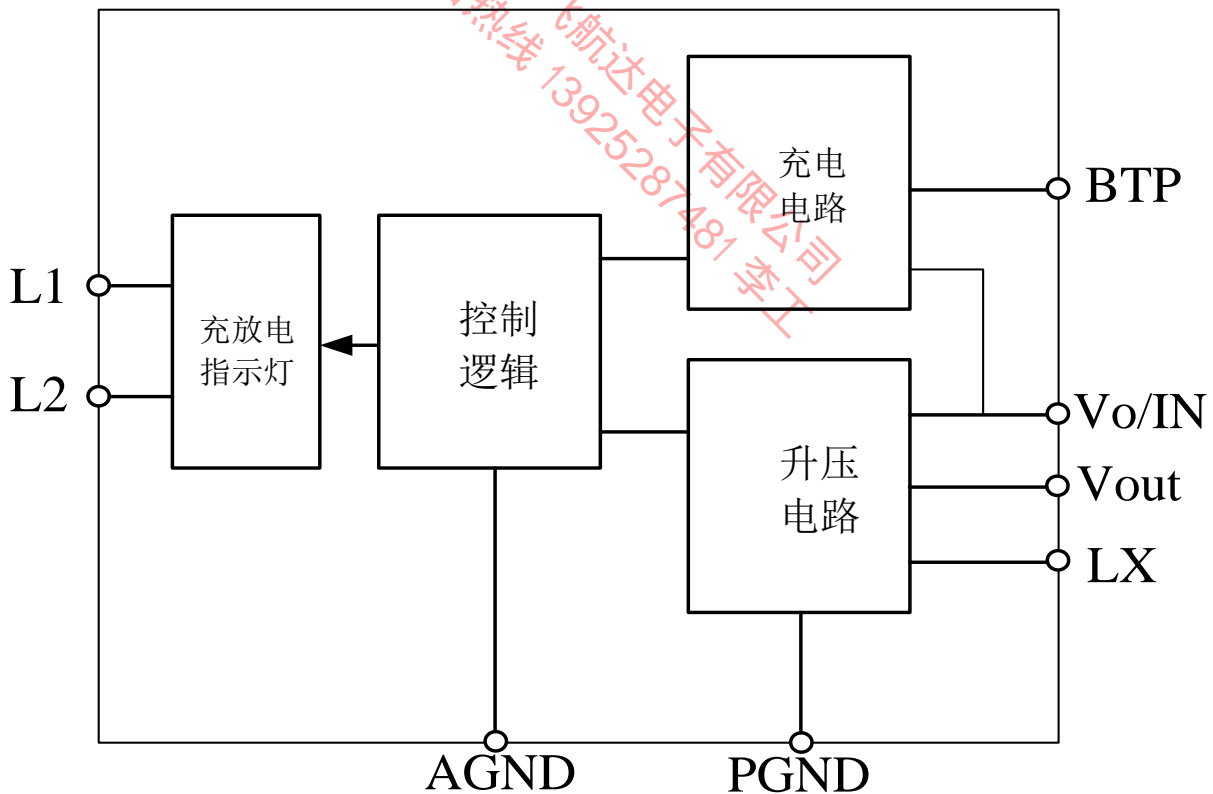 飞航达电子有限公司
热线 13925287481 李工
充电
电路
BTP
L1
充放电
指示灯
L2
控制
逻辑
升压
电路
Vo/IN
Vout
LX
AGND
PGND